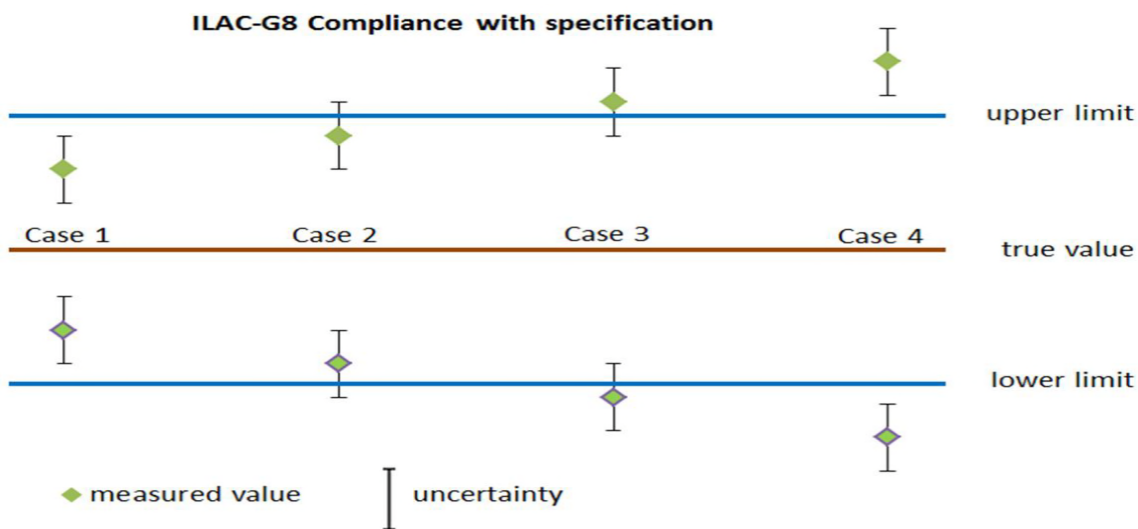 ILAC-G8 Compliance with specification
upper limit
Case 1
Case 2
Case 3
Case 4
true value
lower limit
measured value
uncertainty